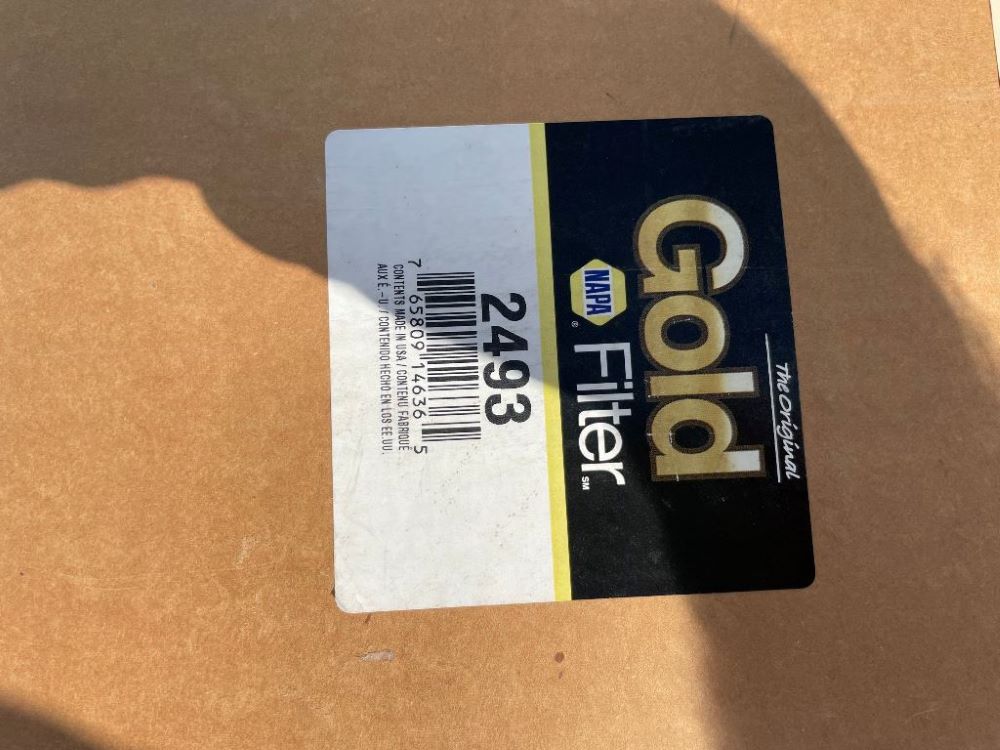 the original
Gold
NAPA® Filter℠
2493
7 65809 14636 5
CONTENTS MADE IN USA / CONTENU FABRIQUÉ
AUX É.-U. / CONTENIDO HECHO EN LOS EE.UU.